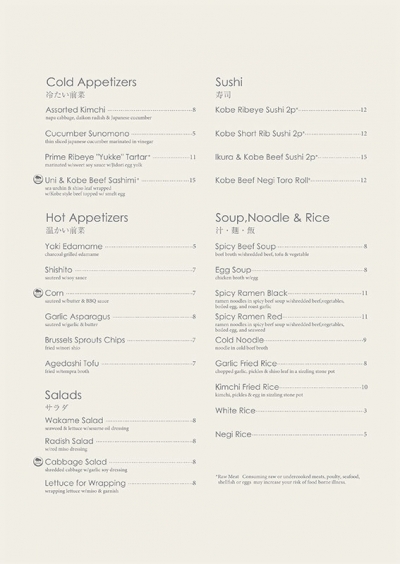 Cold Appetizers
冷たい前菜
Assorted Kimchi 8
napa cabbage, daikon radish & Japanese cucumber
Cucumber Sunomono 5
thin sliced japanese cucumber marinated in vinegar
Prime Ribeye "Yukke" Tartar* 11
marinated w/sweet soy sauce w/jidori egg yolk
Uni & Kobe Beef Sashimi* 15
sea urchin & shiso leaf wrapped
w/Kobe style beef topped w/ small egg
Hot Appetizers
温かい前菜
Yaki Edamame 5
charcoal grilled edamame
Shishito 7
sauteed w/soy sauce
Corn 7
sauteed w/butter & BBQ sauce
Garlic Asparagus 8
sauteed w/garlic & butter
Brussels Sprouts Chips 7
fried w/mint miso
Agedashi Tofu 7
fried w/tempura broth
Salads
サラダ
Wakame Salad 8
seaweed & lettuce w/sesame oil dressing
Radish Salad 8
w/red miso dressing
Cabbage Salad 8
shredded cabbage w/garlic soy dressing
Lettuce for Wrapping 8
wrapping lettuce w/miso & garnish
Sushi
寿司
Kobe Ribeye Sushi 2p* 12
Kobe Short Rib Sushi 2p* 12
Ikura & Kobe Beef Sushi 2p* 13
Kobe Beef Negi Toro Roll* 12
Soup,Noodle & Rice
汁・麺・飯
Spicy Beef Soup 8
beef broth w/shredded beef, tofu & vegetable
Egg Soup 8
chicken broth w/egg
Spicy Ramen Black 11
ramen noodles in spicy beef soup w/shredded beef,vegetables,
boiled egg, and roast garlic
Spicy Ramen Red 11
ramen noodles in spicy beef soup w/shredded beef,vegetables,
boiled egg, and seaweed
Cold Noodle 9
noodle in cold beef broth
Garlic Fried Rice 8
chopped garlic, pickles & shiso leaf in a sizzling stone pot
Kimchi Fried Rice 10
kimchi, pickles & egg in sizzling stone pot
White Rice 3
Negi Rice 5
*Raw Meat Consuming raw or undercooked meats, poultry, seafood,
shellfish or eggs may increase your risk of food borne illness.